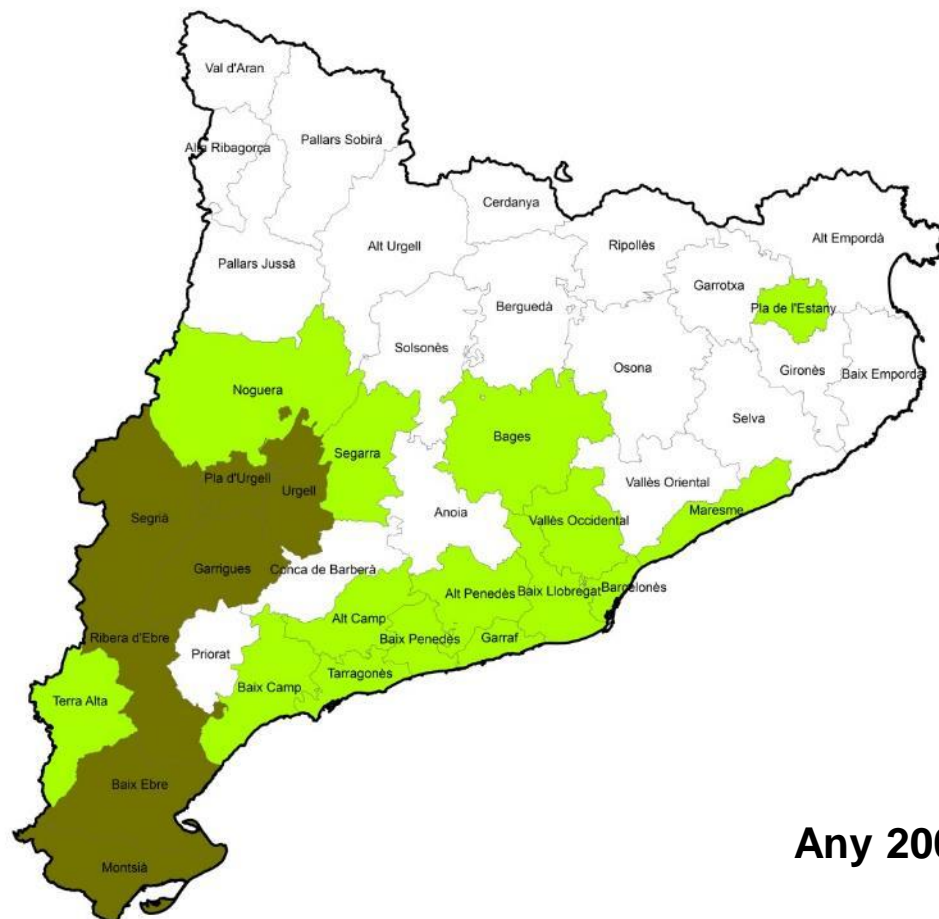 Val d'Aran
Pallars Sobirà
Alta Ribagorça
Cerdanya
Alt Urgell
Ripollès
Alt Empordà
Pallars Jussà
Garrotxa
Berguedà
Pla de l'Estany
Solsonès
Osona
Gironès
Baix Empordà
Noguera
Selva
Bages
Segarra
Pla d'Urgell
Urgell
Vallès Oriental
Segrià
Anoia
Vallès Occidental
Maresme
Garrigues
Conca de Barberà
Alt Penedès
Baix Llobregat
Barcelonès
Alt Camp
Ribera d'Ebre
Baix Penedès
Garraf
Priorat
Tarragonès
Baix Camp
Terra Alta
Baix Ebre
Any 200
Montsià